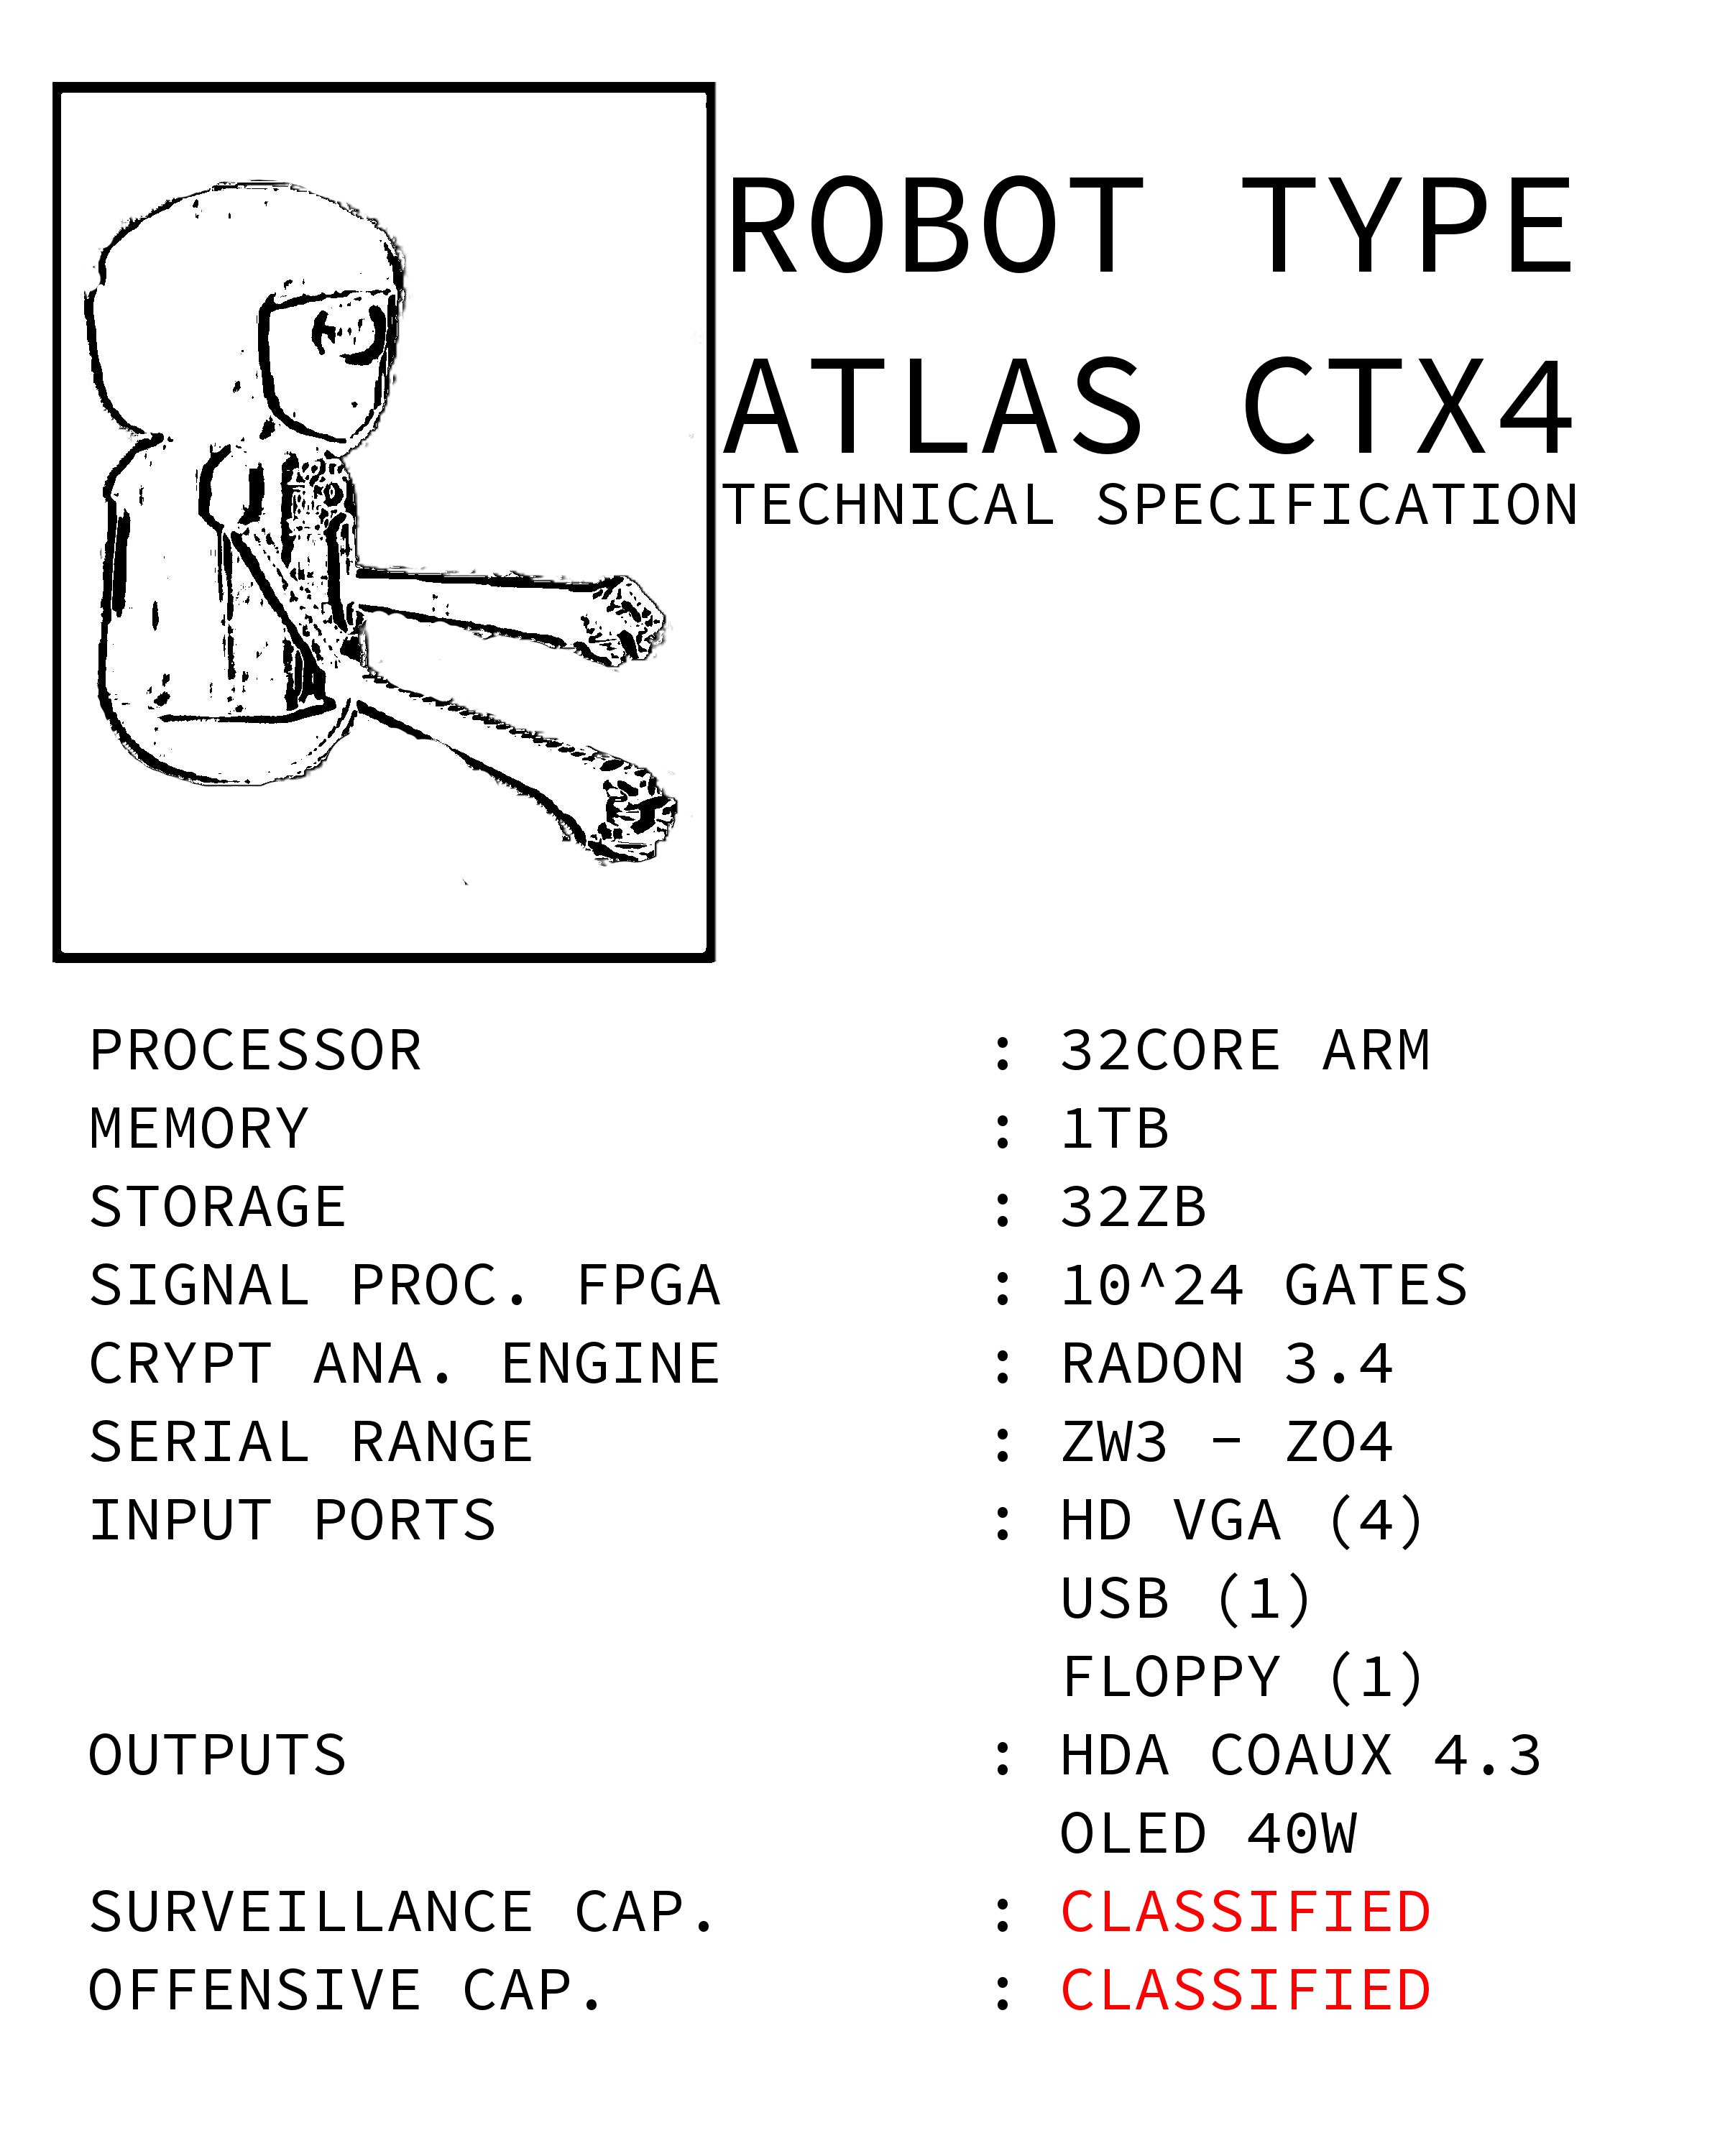 ROBOT TYPE
ATLAS CTX4
TECHNICAL SPECIFICATION
PROCESSOR : 32CORE ARM
MEMORY : 1TB
STORAGE : 32ZB
SIGNAL PROC. FPGA : 10^24 GATES
CRYPT ANA. ENGINE : RADON 3.4
SERIAL RANGE : ZW3 - ZO4
INPUT PORTS : HD VGA (4)
USB (1)
FLOPPY (1)
OUTPUTS : HDA COAUX 4.3
OLED 40W
SURVEILLANCE CAP. : CLASSIFIED
OFFENSIVE CAP. : CLASSIFIED